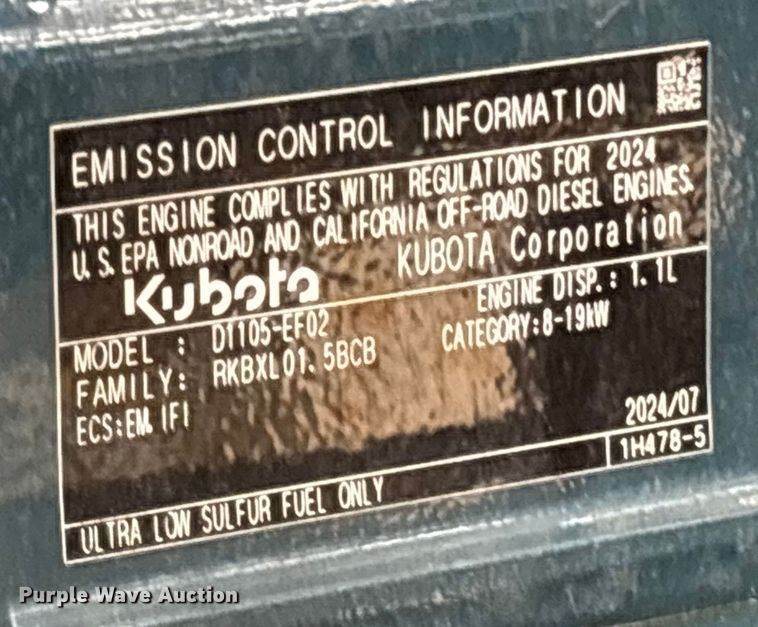 EMISSION CONTROL INFORMATION
THIS ENGINE COMPLIES WITH REGULATIONS FOR 2024
U.S. EPA NONROAD AND CALIFORNIA OFF-ROAD DIESEL ENGINES.
Kubota KUBOTA Corporation
MODEL : D1105-EF02 ENGINE DISP.: 1.1L
FAMILY: RKBXL01.5BCB CATEGORY:8-19kW
ECS:EM, IFI
2024/07
ULTRA LOW SULFUR FUEL ONLY 1H478-5
Purple Wave Auction